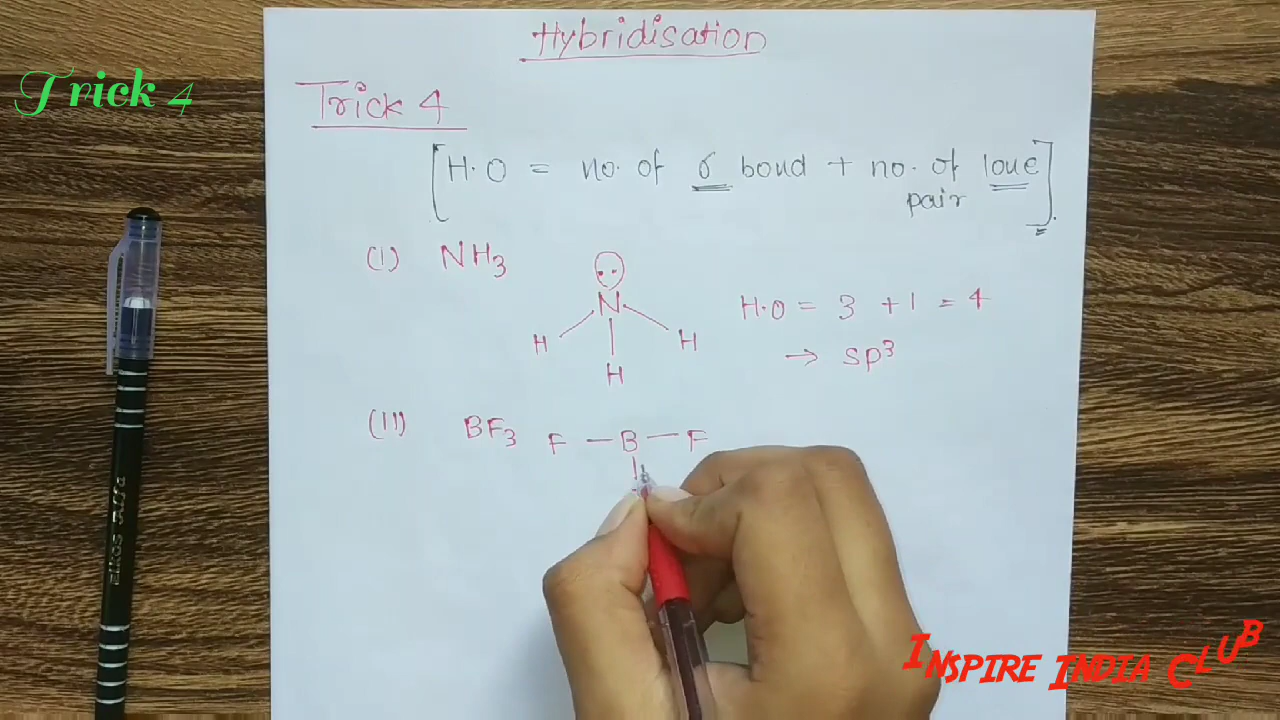 Hybridisation
Trick 4
Trick 4
[H.O = no. of σ bond + no. of lone pair].
(I) NH3
N
H H
H
H.O = 3 + 1 = 4
→ sp3
(II) BF3 F — B — F
INSPIRE INDIA CLUB